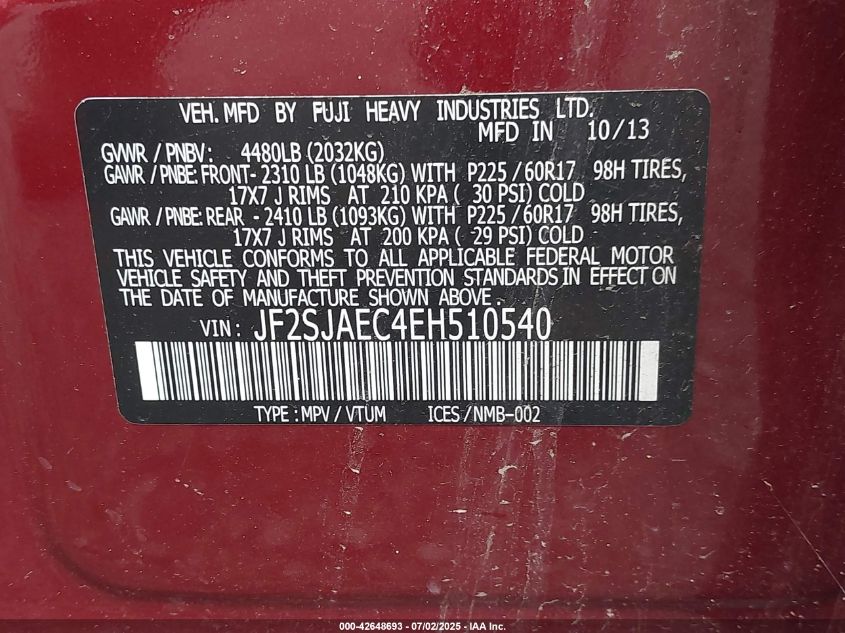 VEH. MFD BY FUJI HEAVY INDUSTRIES LTD.
MFD IN 10/13
GVWR / PNBV : 4480LB (2032KG)
GAWR / PNBE: FRONT- 2310 LB (1048KG) WITH P225 / 60R17 98H TIRES,
17X7 J RIMS AT 210 KPA ( 30 PSI) COLD
GAWR / PNBE: REAR - 2410 LB (1093KG) WITH P225 / 60R17 98H TIRES,
17X7 J RIMS AT 200 KPA ( 29 PSI) COLD
THIS VEHICLE CONFORMS TO ALL APPLICABLE FEDERAL MOTOR
VEHICLE SAFETY AND THEFT PREVENTION STANDARDS IN EFFECT ON
THE DATE OF MANUFACTURE SHOWN ABOVE.
VIN: JF2SJAEC4EH510540
TYPE : MPV / VTUM ICES/NMB-002
000-42648693 - 07/02/2025 - IAA Inc.